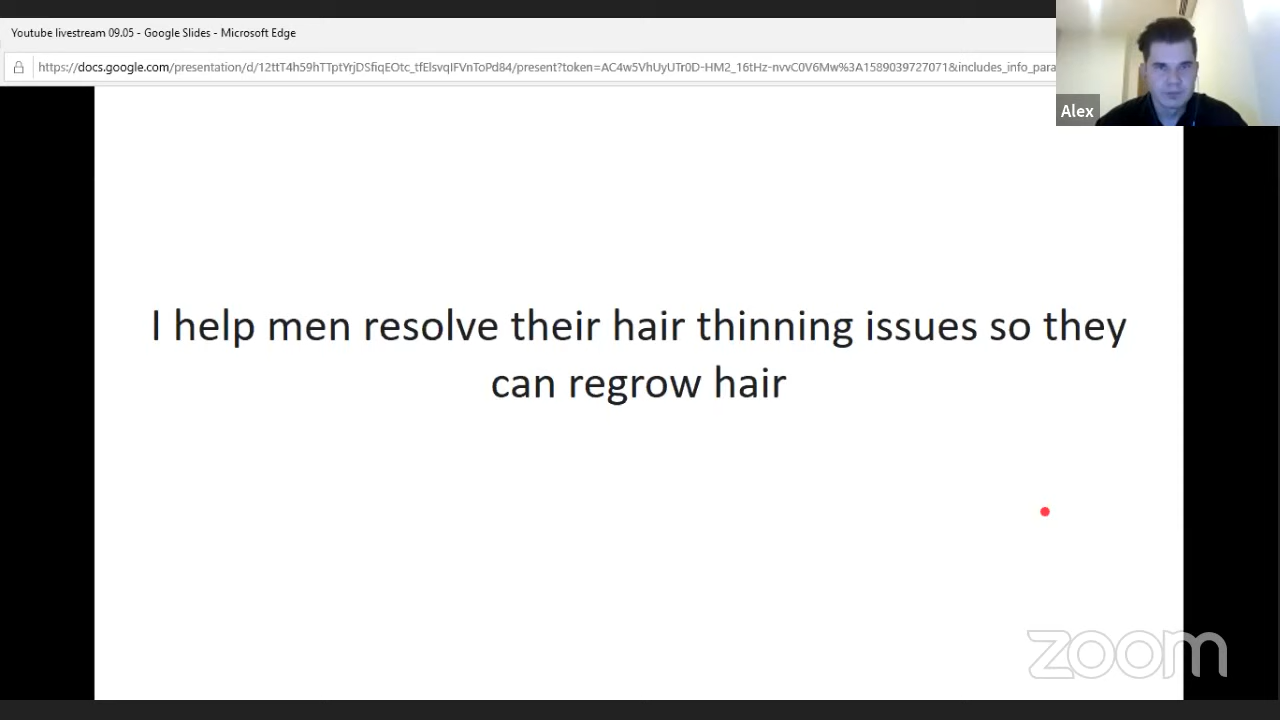 Youtube livestream 09.05 - Google Slides - Microsoft Edge
https://docs.google.com/presentation/d/12ttT4h59hTTptYrjDSfiqEOtc_tfElsvqIFVnToPd84/present?token=AC4w5VhUyUTr0D-HM2_16tHz-nvvC0V6Mw%3A1589039727071&includes_info_para
Alex
I help men resolve their hair thinning issues so they
can regrow hair
zoom